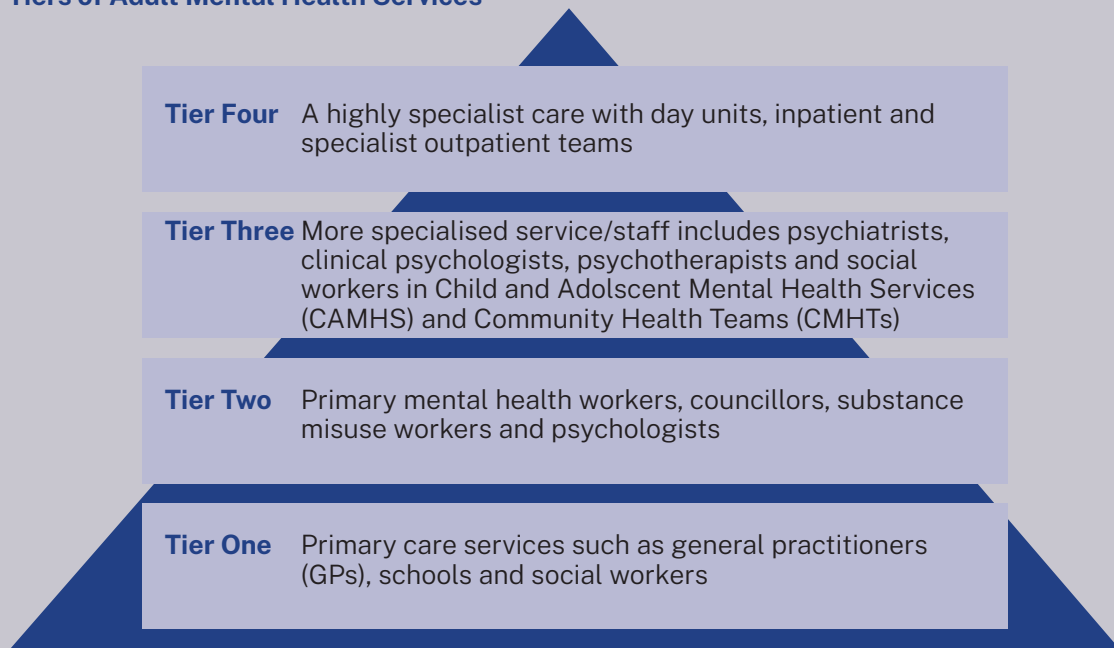 Tiers of Adult Mental Health Services
Tier Four A highly specialist care with day units, inpatient and
specialist outpatient teams
Tier Three More specialised service/staff includes psychiatrists,
clinical psychologists, psychotherapists and social
workers in Child and Adolscent Mental Health Services
(CAMHS) and Community Health Teams (CMHTs)
Tier Two Primary mental health workers, councillors, substance
misuse workers and psychologists
Tier One Primary care services such as general practitioners
(GPs), schools and social workers